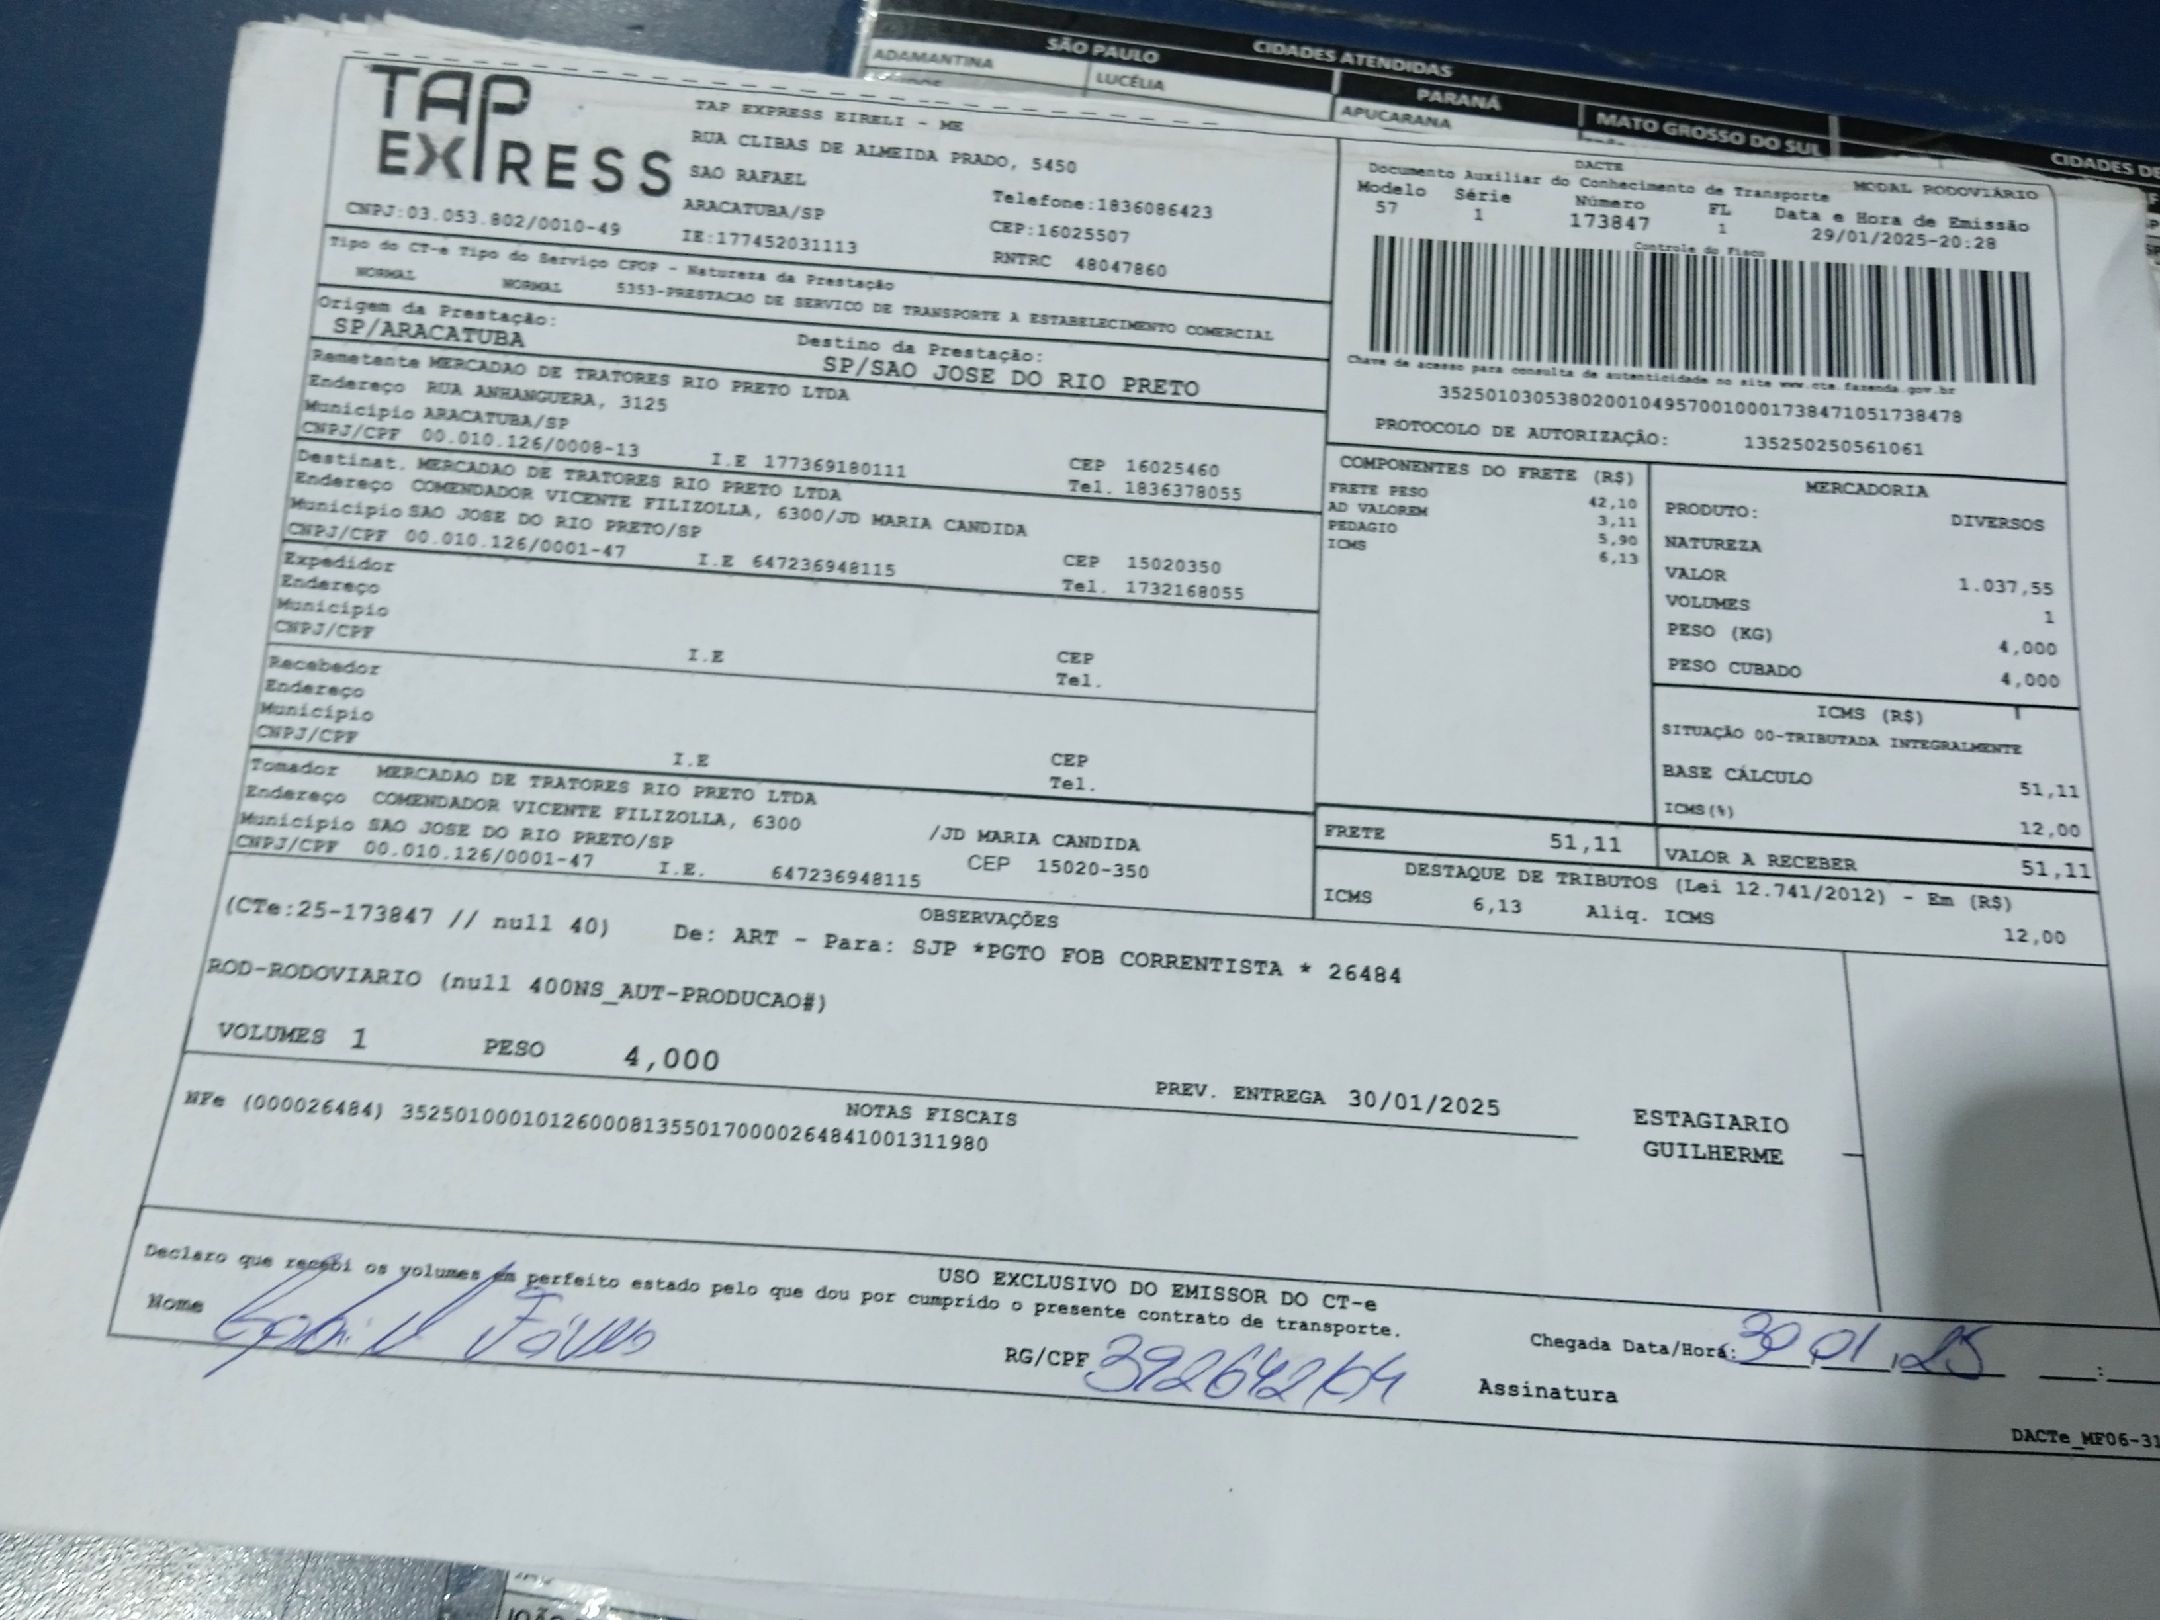 SÃO PAULO
CIDADES ATENDIDAS
ADAMANTINA
LUCÉLIA
PARANÁ
APUCARANA
MATO GROSSO DO SUL
TAP EXPRESS
CNPJ:03.053.802/0010-49
TAP EXPRESS EIRELI - ME
RUA CLIBAS DE ALMEIDA PRADO, 5450
SAO RAFAEL
Telefone:1836086423
ARACATUBA/SP
CEP:16025507
IE:177452031113
RNTRC 48047860
DACTE
MODAL RODOVIÁRIO
Documento Auxiliar do Conhecimento de Transporte
Modelo Série Número FL Data e Hora de Emissão
57 1 173847 1 29/01/2025-20:28
Controle do Fisco
Chave de acesso para consulta de autenticidade no site www.cte.fazenda.gov.br
35250103053802001049570010001738471051738478
PROTOCOLO DE AUTORIZAÇÂO: 135250250561061
Tipo do CT-e Tipo do Serviço CFOP - Natureza da Prestação
NORMAL NORMAL 5353-PRESTACAO DE SERVICO DE TRANSPORTE A ESTABELECIMENTO COMERCIAL
Origem da Prestação: Destino da Prestação:
SP/ARACATUBA SP/SAO JOSE DO RIO PRETO
Remetente MERCADAO DE TRATORES RIO PRETO LTDA
Endereço RUA ANHANGUERA, 3125
Município ARACATUBA/SP CEP 16025460
CNPJ/CPF 00.010.126/0008-13 I.E 177369180111 Tel. 1836378055
Destinat. MERCADAO DE TRATORES RIO PRETO LTDA
Endereço COMENDADOR VICENTE FILIZOLLA, 6300/JD MARIA CANDIDA
Município SAO JOSE DO RIO PRETO/SP CEP 15020350
CNPJ/CPF 00.010.126/0001-47 I.E 647236948115 Tel. 1732168055
Expedidor
Endereço
Município CEP
CNPJ/CPF I.E Tel.
Recebedor
Endereço
Município CEP
CNPJ/CPF I.E Tel.
Tomador MERCADAO DE TRATORES RIO PRETO LTDA
Endereço COMENDADOR VICENTE FILIZOLLA, 6300 /JD MARIA CANDIDA
Município SAO JOSE DO RIO PRETO/SP CEP 15020-350
CNPJ/CPF 00.010.126/0001-47 I.E. 647236948115
COMPONENTES DO FRETE (R$)
FRETE PESO 42,10
AD VALOREM 3,11
PEDAGIO 5,90
ICMS 6,13
MERCADORIA
PRODUTO: DIVERSOS
NATUREZA
VALOR 1.037,55
VOLUMES 1
PESO (KG) 4,000
PESO CUBADO 4,000
ICMS (R$)
SITUAÇÃO 00-TRIBUTADA INTEGRALMENTE
BASE CÁLCULO 51,11
ICMS(%) 12,00
FRETE 51,11 VALOR A RECEBER 51,11
DESTAQUE DE TRIBUTOS (Lei 12.741/2012) - Em (R$)
ICMS 6,13 Aliq. ICMS 12,00
OBSERVAÇÕES
(CTe:25-173847 // null 40) De: ART - Para: SJP *PGTO FOB CORRENTISTA * 26484
ROD-RODOVIARIO (null 400NS_AUT-PRODUCAO#)
VOLUMES 1 PESO 4,000 PREV. ENTREGA 30/01/2025
ESTAGIARIO
GUILHERME
NOTAS FISCAIS
NFe (000026484) 35250100010126000813550170000264841001311980
USO EXCLUSIVO DO EMISSOR DO CT-e
Declaro que recebi os volumes em perfeito estado pelo que dou por cumprido o presente contrato de transporte.
Nome
RG/CPF
Chegada Data/Hora: 30 01 25
Assinatura